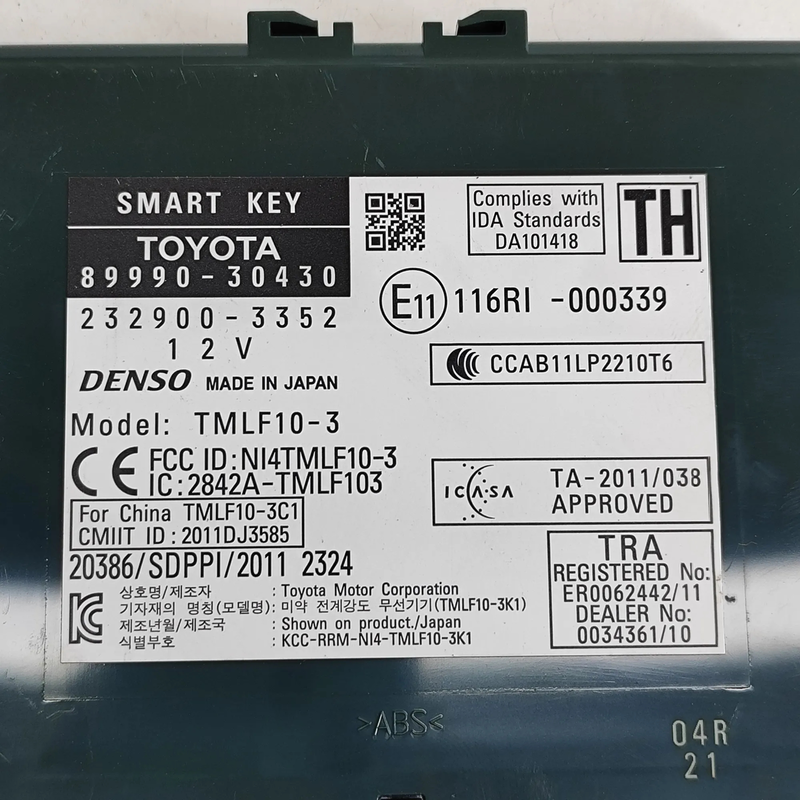 SMART KEY
TOYOTA
89990-30430
232900-3352
12V
DENSO MADE IN JAPAN
Model: TMLF10-3
CE FCC ID:NI4TMLF10-3
IC:2842A-TMLF103
For China TMLF10-3C1
CMIIT ID:2011DJ3585
20386/SDPPI/2011 2324
상호명/제조자 : Toyota Motor Corporation
기자재의 명칭(모델명) : 미약 전계강도 무선기기(TMLF10-3K1)
제조년월/제조국 : Shown on product./Japan
식별부호 : KCC-RRM-NI4-TMLF10-3K1
Complies with
IDA Standards
DA101418
TH
E11 116RI -000339
CCAB11LP2210T6
ICASA TA-2011/038
APPROVED
TRA
REGISTERED No:
ER0062442/11
DEALER No:
0034361/10
>ABS<
04R
21